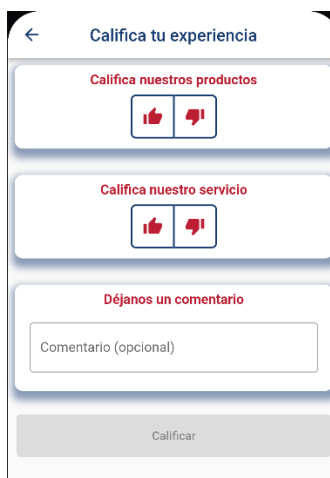 Califica tu experiencia
Califica nuestros productos
Califica nuestro servicio
Déjanos un comentario
Comentario (opcional)
Calificar